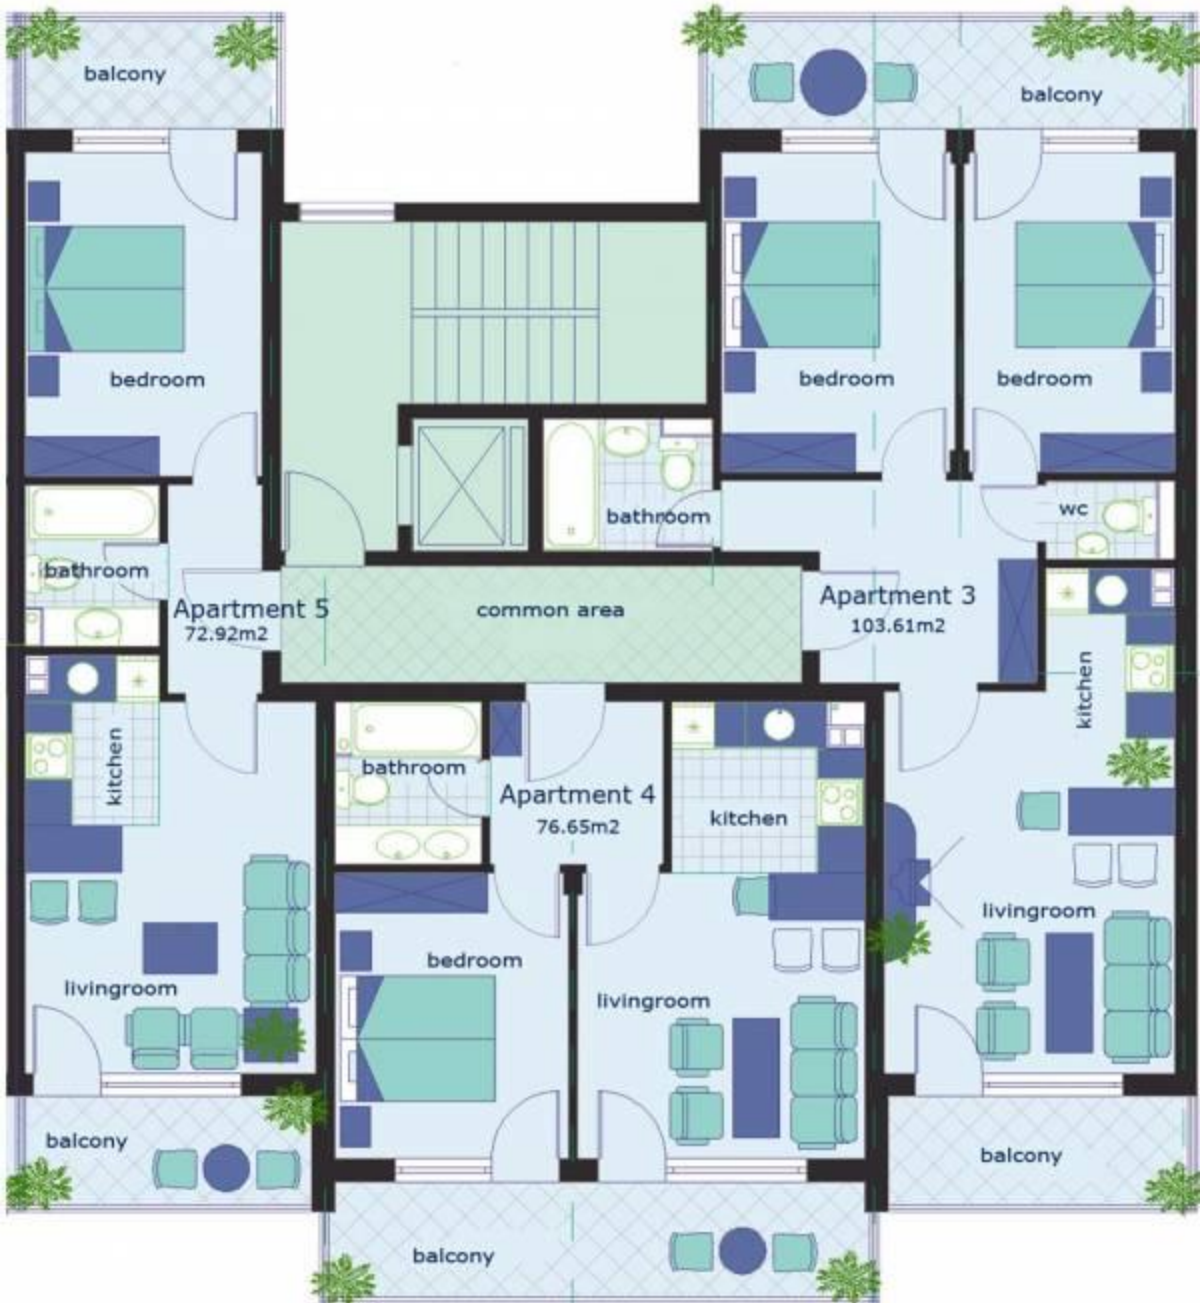 balcony
balcony
bedroom
bedroom
bedroom
bathroom
wc
bathroom
Apartment 5
72.92m2
common area
Apartment 3
103.61m2
kitchen
kitchen
bathroom
Apartment 4
76.65m2
kitchen
livingroom
bedroom
livingroom
livingroom
balcony
balcony
balcony